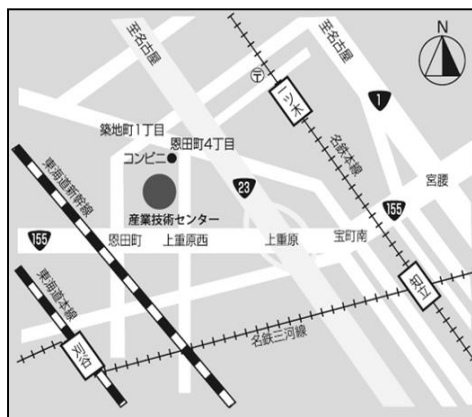 至名古屋
至名古屋
N
〒
一ツ木
1
築地町1丁目
恩田町4丁目
コンビニ
名鉄本線
東海道新幹線
23
宮腰
155
産業技術センター
155
恩田町
上重原西
上重原
宝町南
東海道本線
知立
名鉄三河線
刈谷